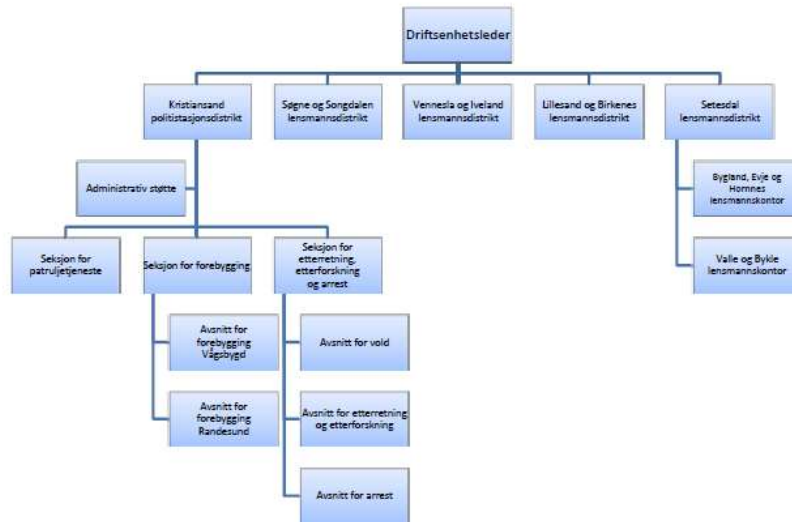 Driftsenhetsleder
Kristiansand
politistasjonsdistrikt
Søgne og Songdalen
lensmannsdistrikt
Vennesla og Iveland
lensmannsdistrikt
Lillesand og Birkenes
lensmannsdistrikt
Setesdal
lensmannsdistrikt
Administrativ støtte
Bygland, Evje og
Hornnes
lensmannskontor
Seksjon for
patruljetjeneste
Seksjon for forebygging
Seksjon for
etterretning,
etterforskning
og arrest
Valle og Bykle
lensmannskontor
Avsnitt for
forebygging
Vågsbygd
Avsnitt for vold
Avsnitt for
forebygging
Randesund
Avsnitt for etterretning
og etterforskning
Avsnitt for arrest